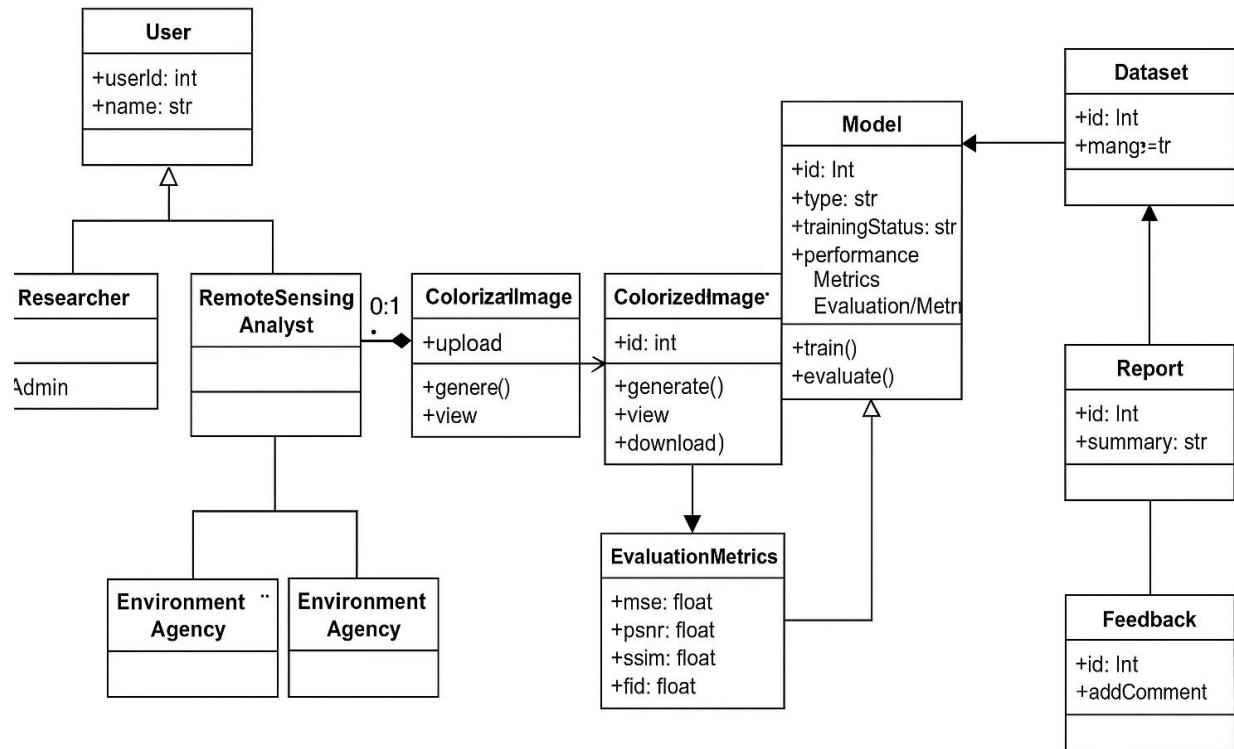 User
+userId: int
+name: str
Researcher
Admin
RemoteSensing
Analyst
0:1
+upload
+genere()
+view
ColorizedImage
+id: int
+generate()
+view
+download)
Model
+id: Int
+type: str
+trainingStatus: str
+performance
Metrics
Evaluation/Metr
+train()
+evaluate()
Dataset
+id: Int
Report
+id: Int
+summary: str
Feedback
+id: Int
+addComment
Environment
Agency
Environment
Agency
EvaluationMetrics
+mse: float
+psnr: float
+ssim: float
+fid: float